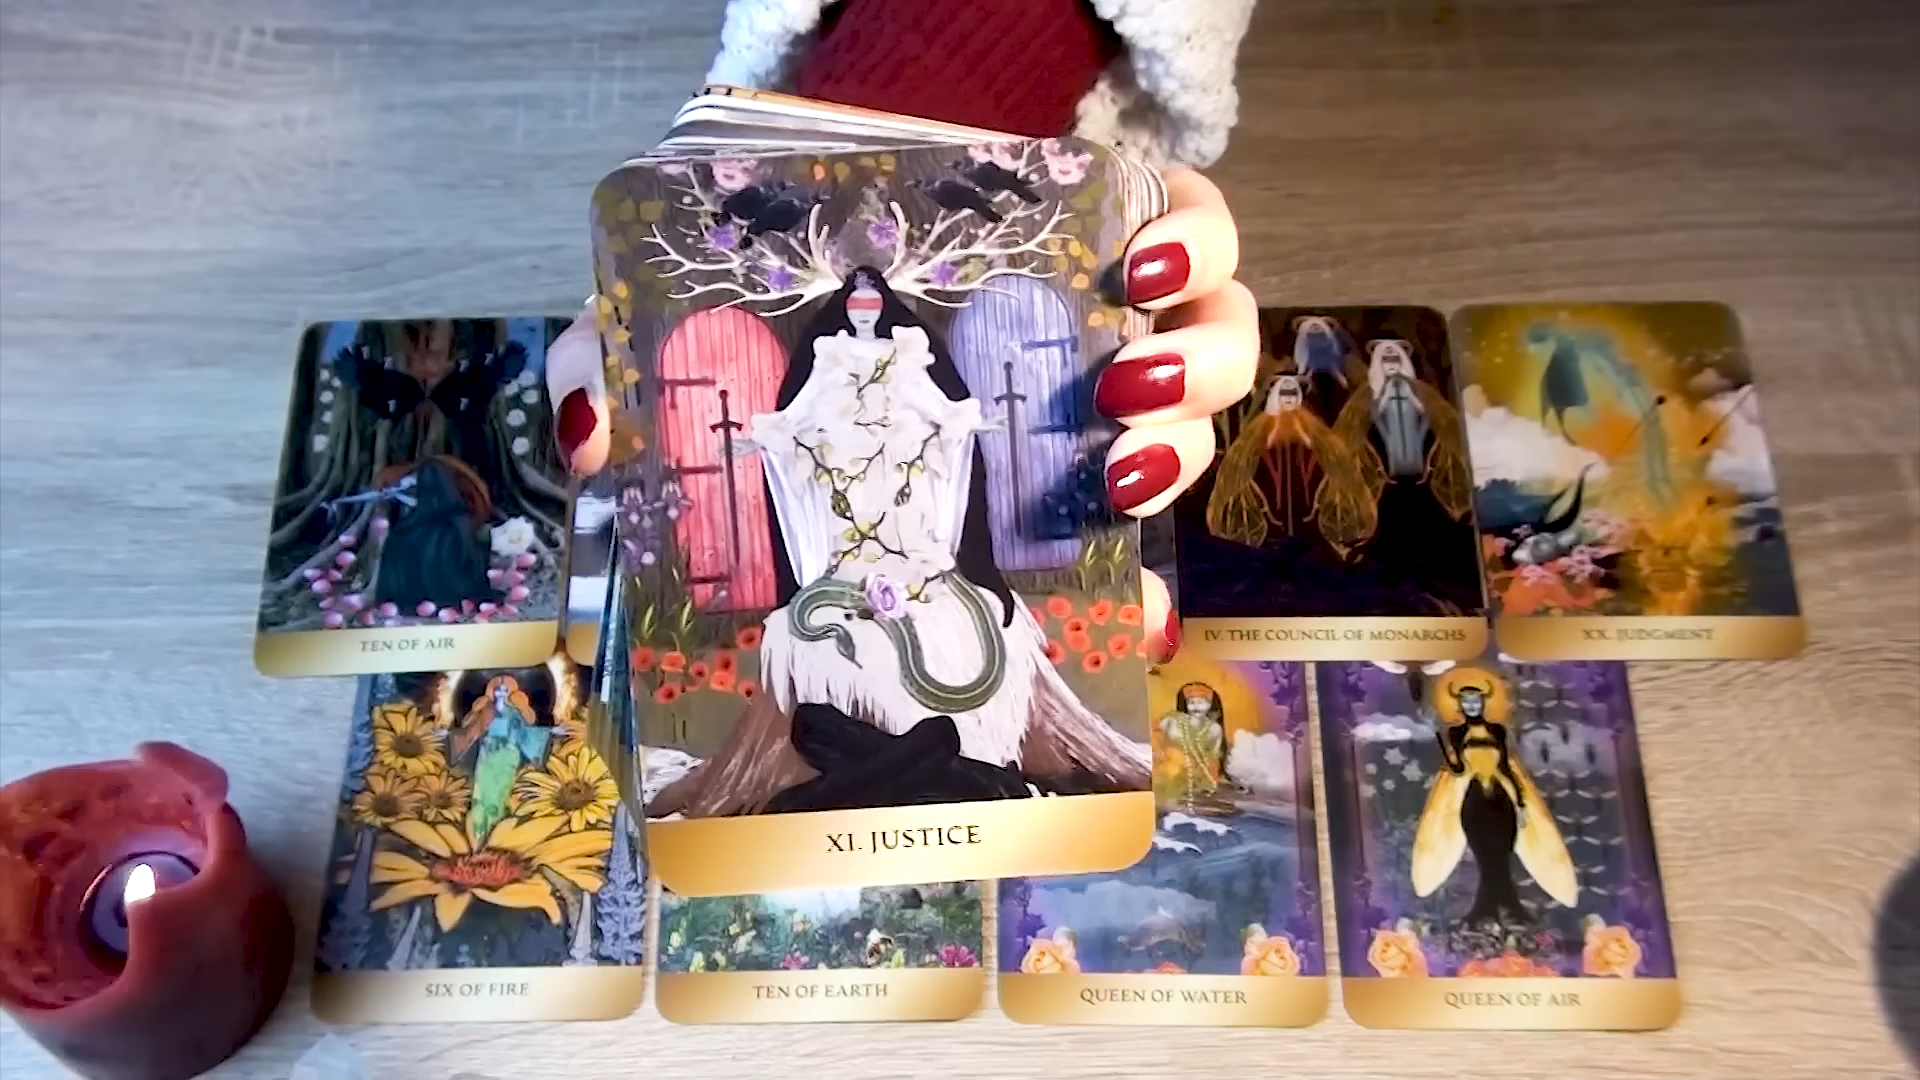 TEN OF AIR
IV. THE COUNCIL OF MONARCHS
XX. JUDGMENT
XI. JUSTICE
SIX OF FIRE
TEN OF EARTH
QUEEN OF WATER
QUEEN OF AIR